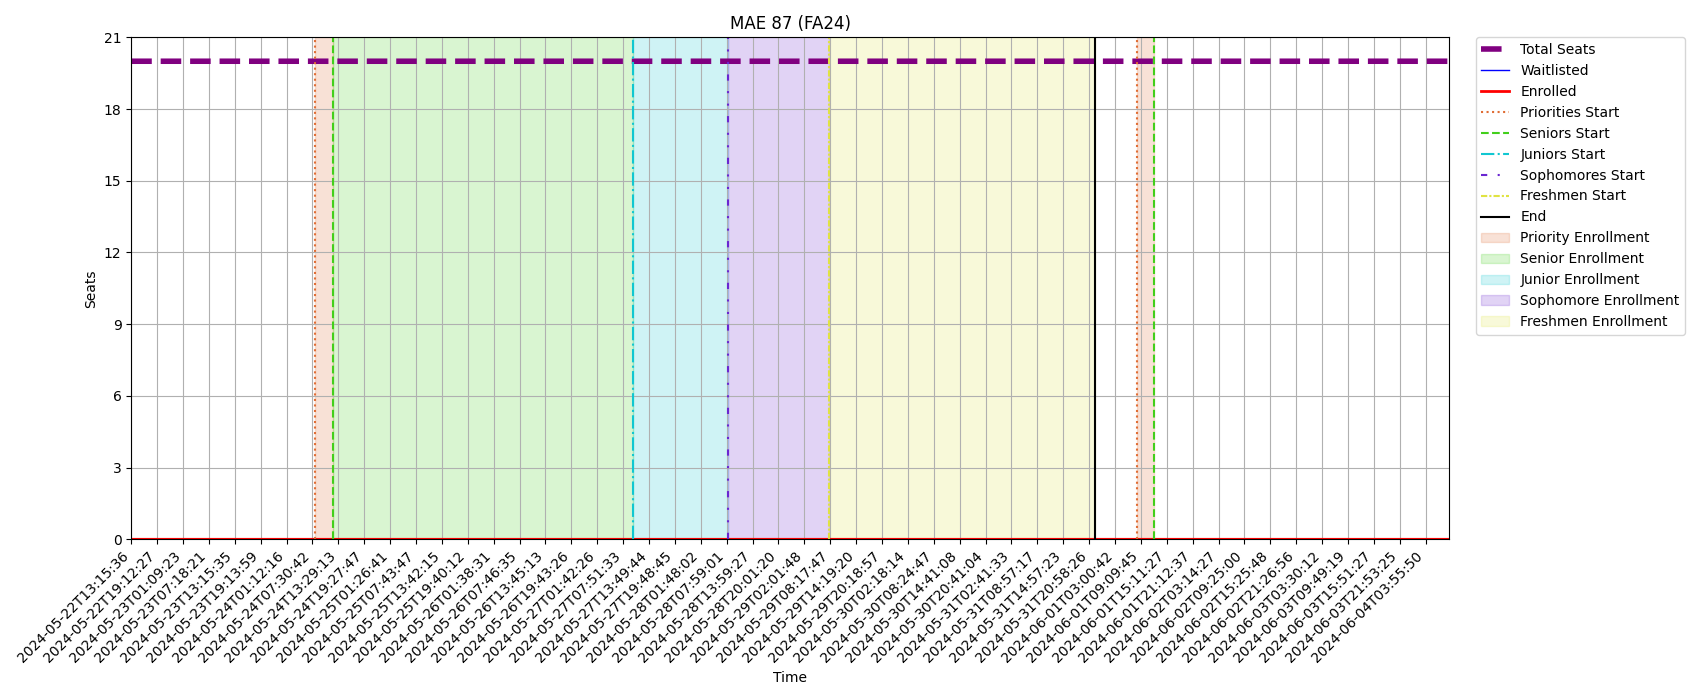 MAE 87 (FA24)
Seats
21
18
15
12
9
6
3
0
2024-05-22T13:15:36
2024-05-22T19:12:27
2024-05-23T01:09:23
2024-05-23T07:18:21
2024-05-23T13:15:35
2024-05-23T19:13:59
2024-05-24T01:12:16
2024-05-24T07:30:42
2024-05-24T13:29:13
2024-05-24T19:27:47
2024-05-25T01:26:41
2024-05-25T07:43:47
2024-05-25T13:42:15
2024-05-25T19:40:12
2024-05-26T01:38:31
2024-05-26T07:46:35
2024-05-26T13:45:13
2024-05-26T19:43:26
2024-05-27T01:42:26
2024-05-27T07:51:33
2024-05-27T13:49:44
2024-05-27T19:48:45
2024-05-28T01:48:02
2024-05-28T07:59:01
2024-05-28T13:59:27
2024-05-28T20:01:20
2024-05-29T02:01:48
2024-05-29T08:17:47
2024-05-29T14:19:20
2024-05-29T20:18:57
2024-05-30T02:18:14
2024-05-30T08:24:47
2024-05-30T14:41:08
2024-05-30T20:41:04
2024-05-31T02:41:33
2024-05-31T08:57:17
2024-05-31T14:57:23
2024-05-31T20:58:26
2024-06-01T03:00:42
2024-06-01T09:09:45
2024-06-01T15:11:27
2024-06-01T21:12:37
2024-06-02T03:14:27
2024-06-02T09:25:00
2024-06-02T15:25:48
2024-06-02T21:26:56
2024-06-03T03:30:12
2024-06-03T09:49:19
2024-06-03T15:51:27
2024-06-03T21:53:25
2024-06-04T03:55:50
Time
Total Seats
Waitlisted
Enrolled
Priorities Start
Seniors Start
Juniors Start
Sophomores Start
Freshmen Start
End
Priority Enrollment
Senior Enrollment
Junior Enrollment
Sophomore Enrollment
Freshmen Enrollment